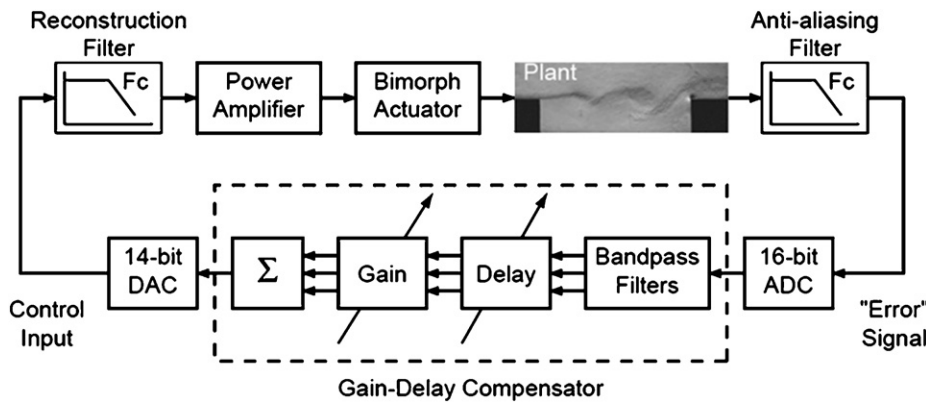 Reconstruction
Filter
Anti-aliasing
Filter
Fc
Power
Amplifier
Bimorph
Actuator
Plant
Fc
14-bit
DAC
Σ
Gain
Delay
Bandpass
Filters
16-bit
ADC
Control
Input
"Error"
Signal
Gain-Delay Compensator